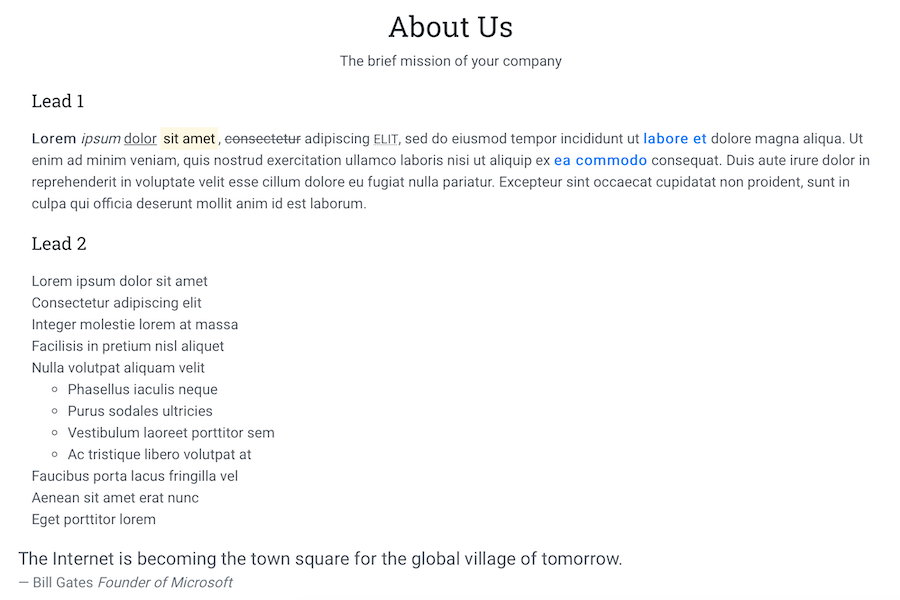 About Us
The brief mission of your company
Lead 1
Lorem ipsum dolor sit amet , consectetur adipiscing ELIT, sed do eiusmod tempor incididunt ut labore et dolore magna aliqua. Ut
enim ad minim veniam, quis nostrud exercitation ullamco laboris nisi ut aliquip ex ea commodo consequat. Duis aute irure dolor in
reprehenderit in voluptate velit esse cillum dolore eu fugiat nulla pariatur. Excepteur sint occaecat cupidatat non proident, sunt in
culpa qui officia deserunt mollit anim id est laborum.
Lead 2
Lorem ipsum dolor sit amet
Consectetur adipiscing elit
Integer molestie lorem at massa
Facilisis in pretium nisl aliquet
Nulla volutpat aliquam velit
◦ Phasellus iaculis neque
◦ Purus sodales ultricies
◦ Vestibulum laoreet porttitor sem
◦ Ac tristique libero volutpat at
Faucibus porta lacus fringilla vel
Aenean sit amet erat nunc
Eget porttitor lorem
The Internet is becoming the town square for the global village of tomorrow.
— Bill Gates Founder of Microsoft